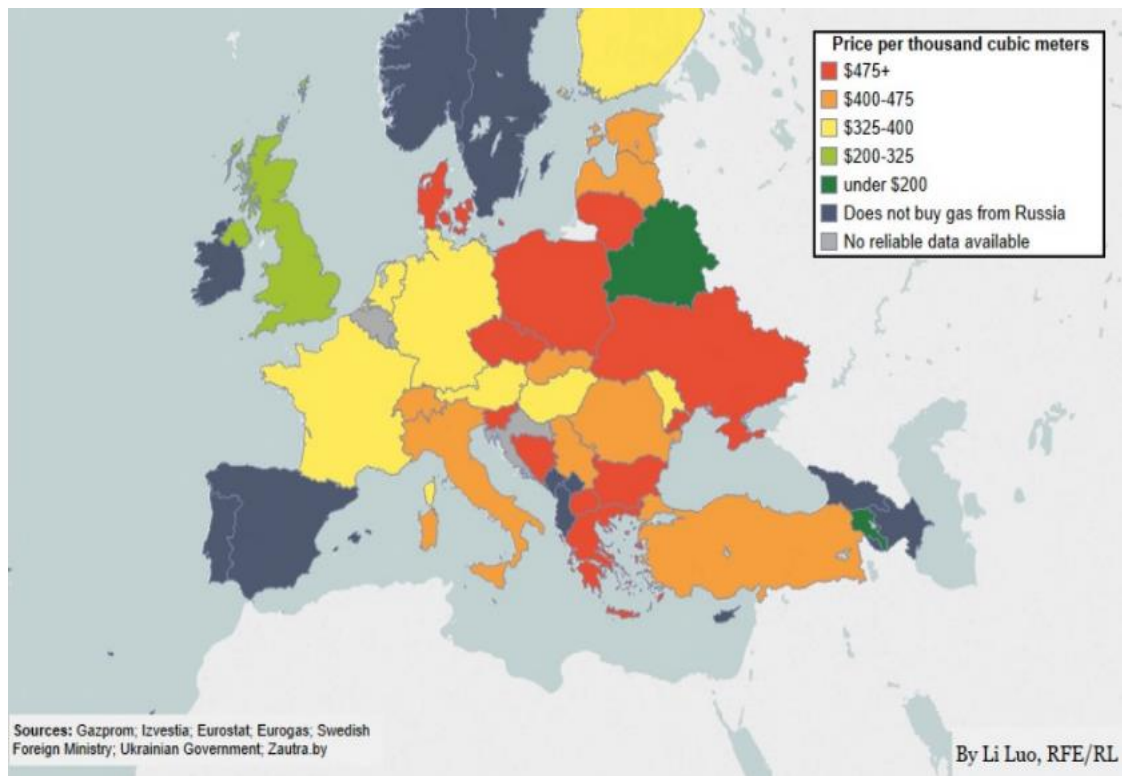 Price per thousand cubic meters
$475+
$400-475
$325-400
$200-325
under $200
Does not buy gas from Russia
No reliable data available
Sources: Gazprom; Izvestia; Eurostat; Eurogas; Swedish
Foreign Ministry; Ukrainian Government; Zautra.by
By Li Luo, RFE/RL